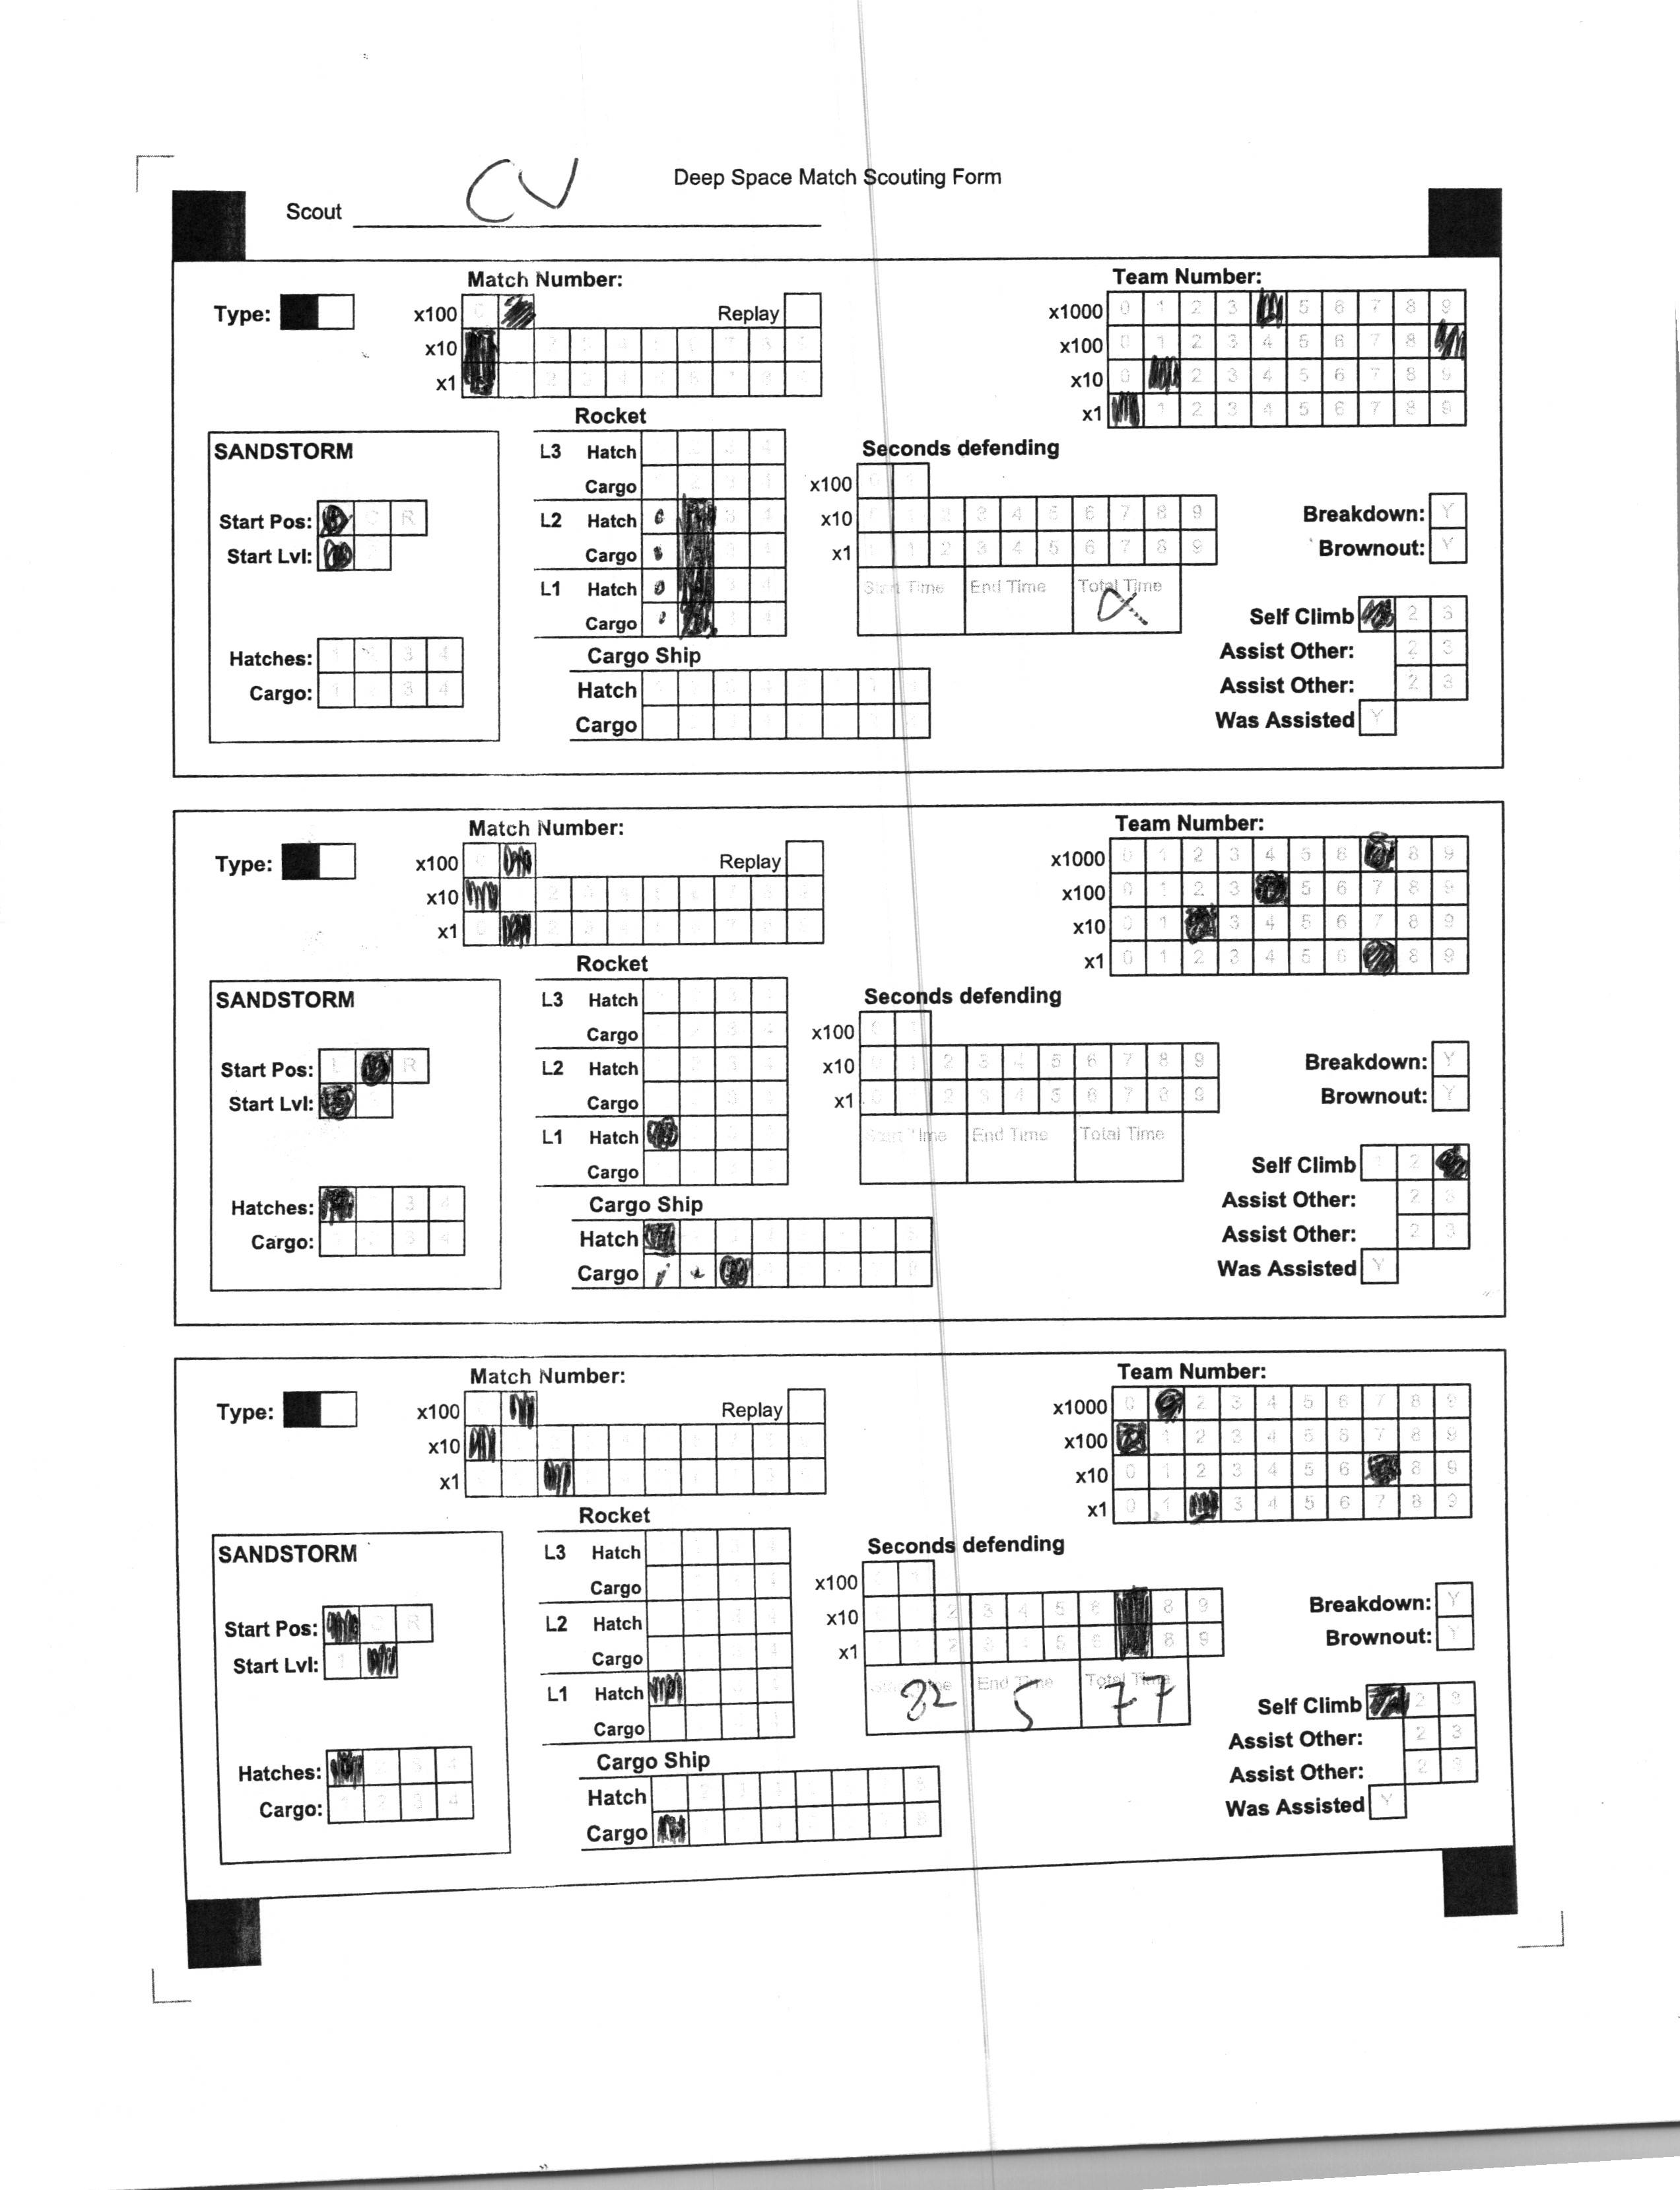 Deep Space Match Scouting Form
Scout CV
Match Number:
Team Number:
Type:
x100 Replay
x10
x1
x1000 0 1 2 3 5 6 7 8 9
x100 0 1 2 3 4 5 6 7 8
x10 0 2 3 4 5 6 7 8 9
x1 1 2 3 4 5 6 7 8 9
Rocket
SANDSTORM
Start Pos: C R
Start Lvl:
Hatches: 3 4
Cargo: 3 4
L3 Hatch
Cargo
L2 Hatch
Cargo
L1 Hatch
Cargo
Cargo Ship
Hatch
Cargo
Seconds defending
x100
x10 2 3 4 5 6 7 8 9
x1 1 2 3 4 5 6 7 8 9
Start Time End Time Total Time
Breakdown: Y
Brownout: Y
Self Climb 2 3
Assist Other: 2 3
Assist Other: 2 3
Was Assisted Y
Match Number:
Team Number:
Type:
x100 Replay
x10
x1
x1000 0 1 2 3 4 5 6 8 9
x100 0 1 2 3 5 6 7 8 9
x10 0 1 3 4 5 6 7 8 9
x1 0 1 2 3 4 5 6 8 9
Rocket
SANDSTORM
Start Pos: L R
Start Lvl:
Hatches: 3 4
Cargo: 3 4
L3 Hatch
Cargo
L2 Hatch
Cargo
L1 Hatch
Cargo
Cargo Ship
Hatch
Cargo
Seconds defending
x100
x10 0 1 2 3 4 5 6 7 8 9
x1 0 1 2 3 4 5 6 7 8 9
Start Time End Time Total Time
Breakdown: Y
Brownout: Y
Self Climb 1 2
Assist Other: 2 3
Assist Other: 2 3
Was Assisted Y
Match Number:
Team Number:
Type:
x100 Replay
x10
x1
x1000 0 2 3 4 5 6 7 8 9
x100 1 2 3 4 5 6 7 8 9
x10 0 1 2 3 4 5 6 8 9
x1 0 1 3 4 5 6 7 8 9
Rocket
SANDSTORM
Start Pos: C R
Start Lvl: 1
Hatches: 2 3 4
Cargo: 1 2 3 4
L3 Hatch
Cargo
L2 Hatch
Cargo
L1 Hatch
Cargo
Cargo Ship
Hatch
Cargo
Seconds defending
x100
x10 2 3 4 5 6 8 9
x1 1 2 3 4 5 6 8 9
82 End Time 5 Total Time 77
Breakdown: Y
Brownout: Y
Self Climb 2 3
Assist Other: 2 3
Assist Other: 2 3
Was Assisted Y